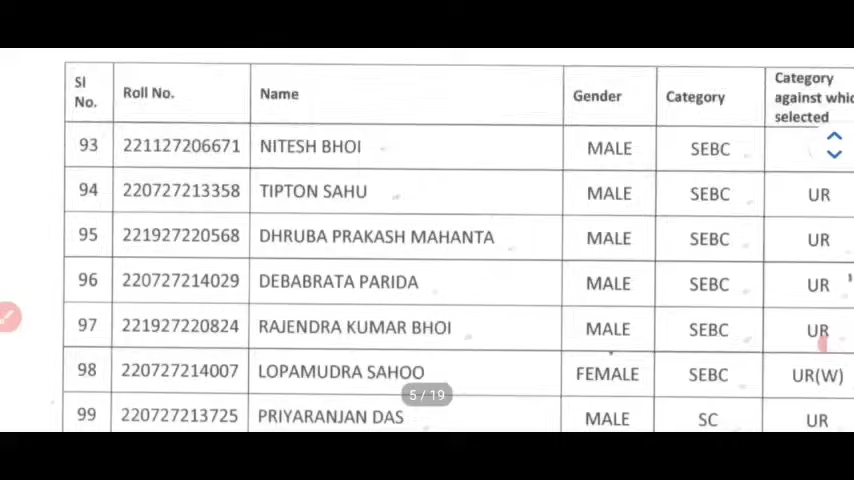 Sl No. Roll No. Name Gender Category Category against which selected
93 221127206671 NITESH BHOI MALE SEBC
94 220727213358 TIPTON SAHU MALE SEBC UR
95 221927220568 DHRUBA PRAKASH MAHANTA MALE SEBC UR
96 220727214029 DEBABRATA PARIDA MALE SEBC UR
97 221927220824 RAJENDRA KUMAR BHOI MALE SEBC UR
98 220727214007 LOPAMUDRA SAHOO FEMALE SEBC UR(W)
5 / 19
99 220727213725 PRIYARANJAN DAS MALE SC UR